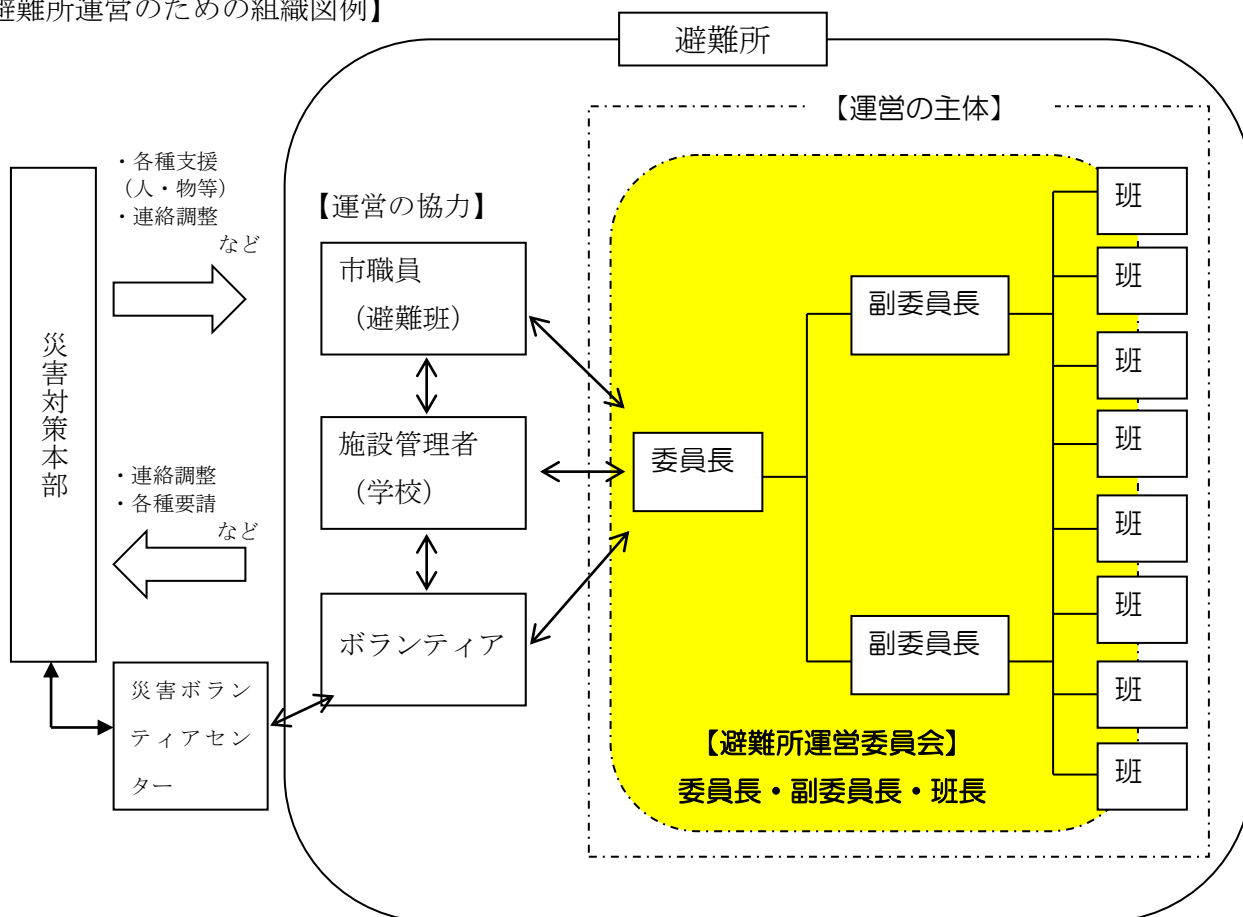 難所運営のための組織図例】
避難所
【運営の主体】
・各種支援
（人・物等）
・連絡調整
など
【運営の協力】
市職員
（避難班）
施設管理者
（学校）
ボランティア
災害対策本部
・連絡調整
・各種要請
など
災害ボラン
ティアセン
ター
委員長
副委員長
副委員長
班
班
班
班
班
班
班
班
【避難所運営委員会】
委員長・副委員長・班長